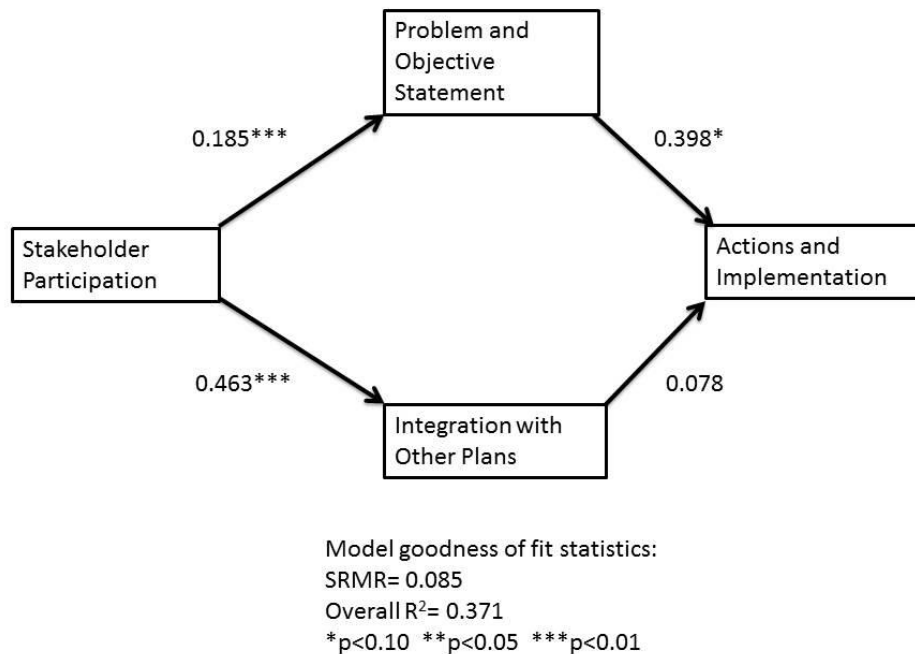 Problem and
Objective
Statement
0.185***
0.398*
Stakeholder
Participation
Actions and
Implementation
0.463***
0.078
Integration with
Other Plans
Model goodness of fit statistics:
SRMR= 0.085
Overall R²= 0.371
*p<0.10 **p<0.05 ***p<0.01